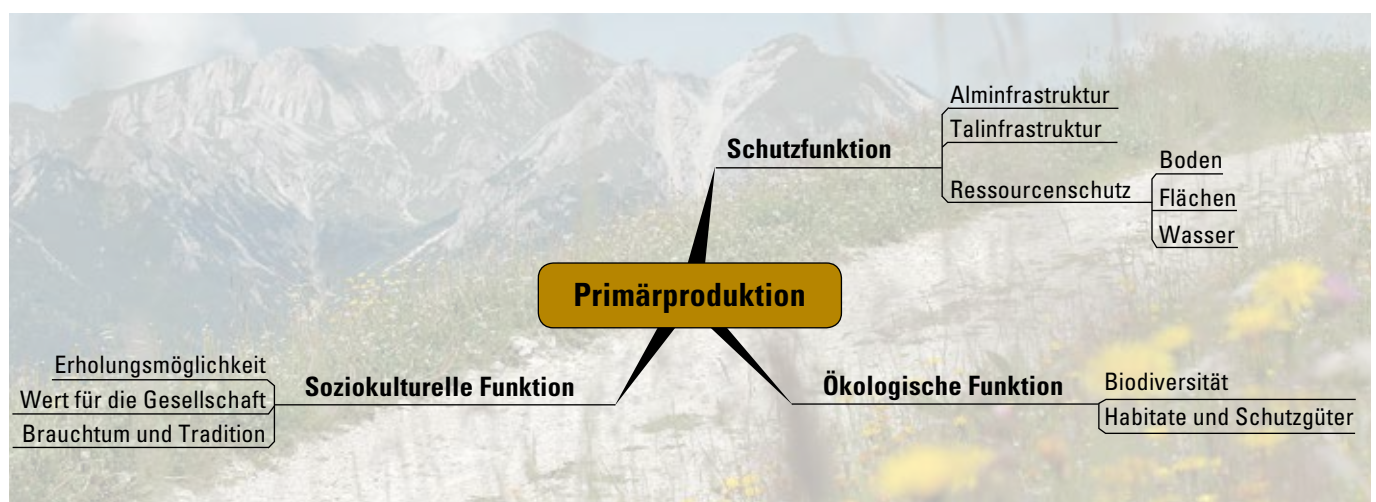 Alminfrastruktur
Talinfrastruktur
Schutzfunktion
Ressourcenschutz
Boden
Flächen
Wasser
Primärproduktion
Erholungsmöglichkeit
Wert für die Gesellschaft
Brauchtum und Tradition
Soziokulturelle Funktion
Ökologische Funktion
Biodiversität
Habitate und Schutzgüter